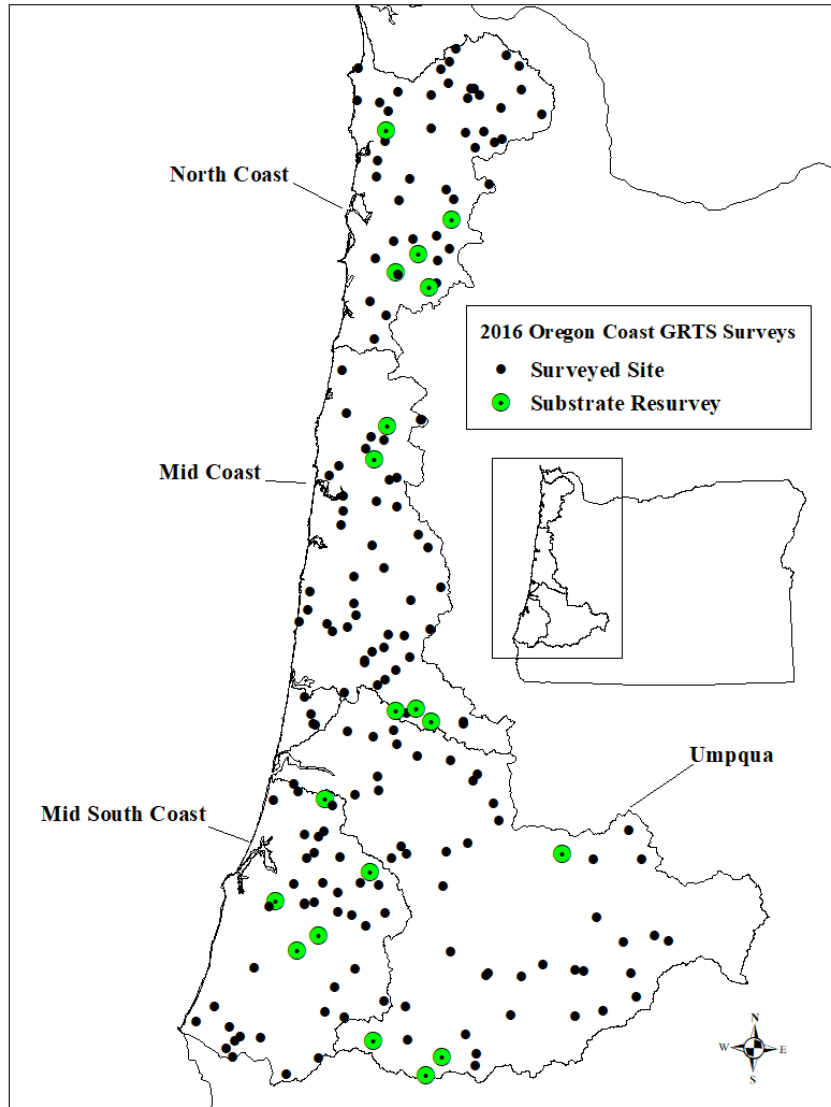 North Coast
2016 Oregon Coast GRTS Surveys
Surveyed Site
Substrate Resurvey
Mid Coast
Umpqua
Mid South Coast
N
W
E
S